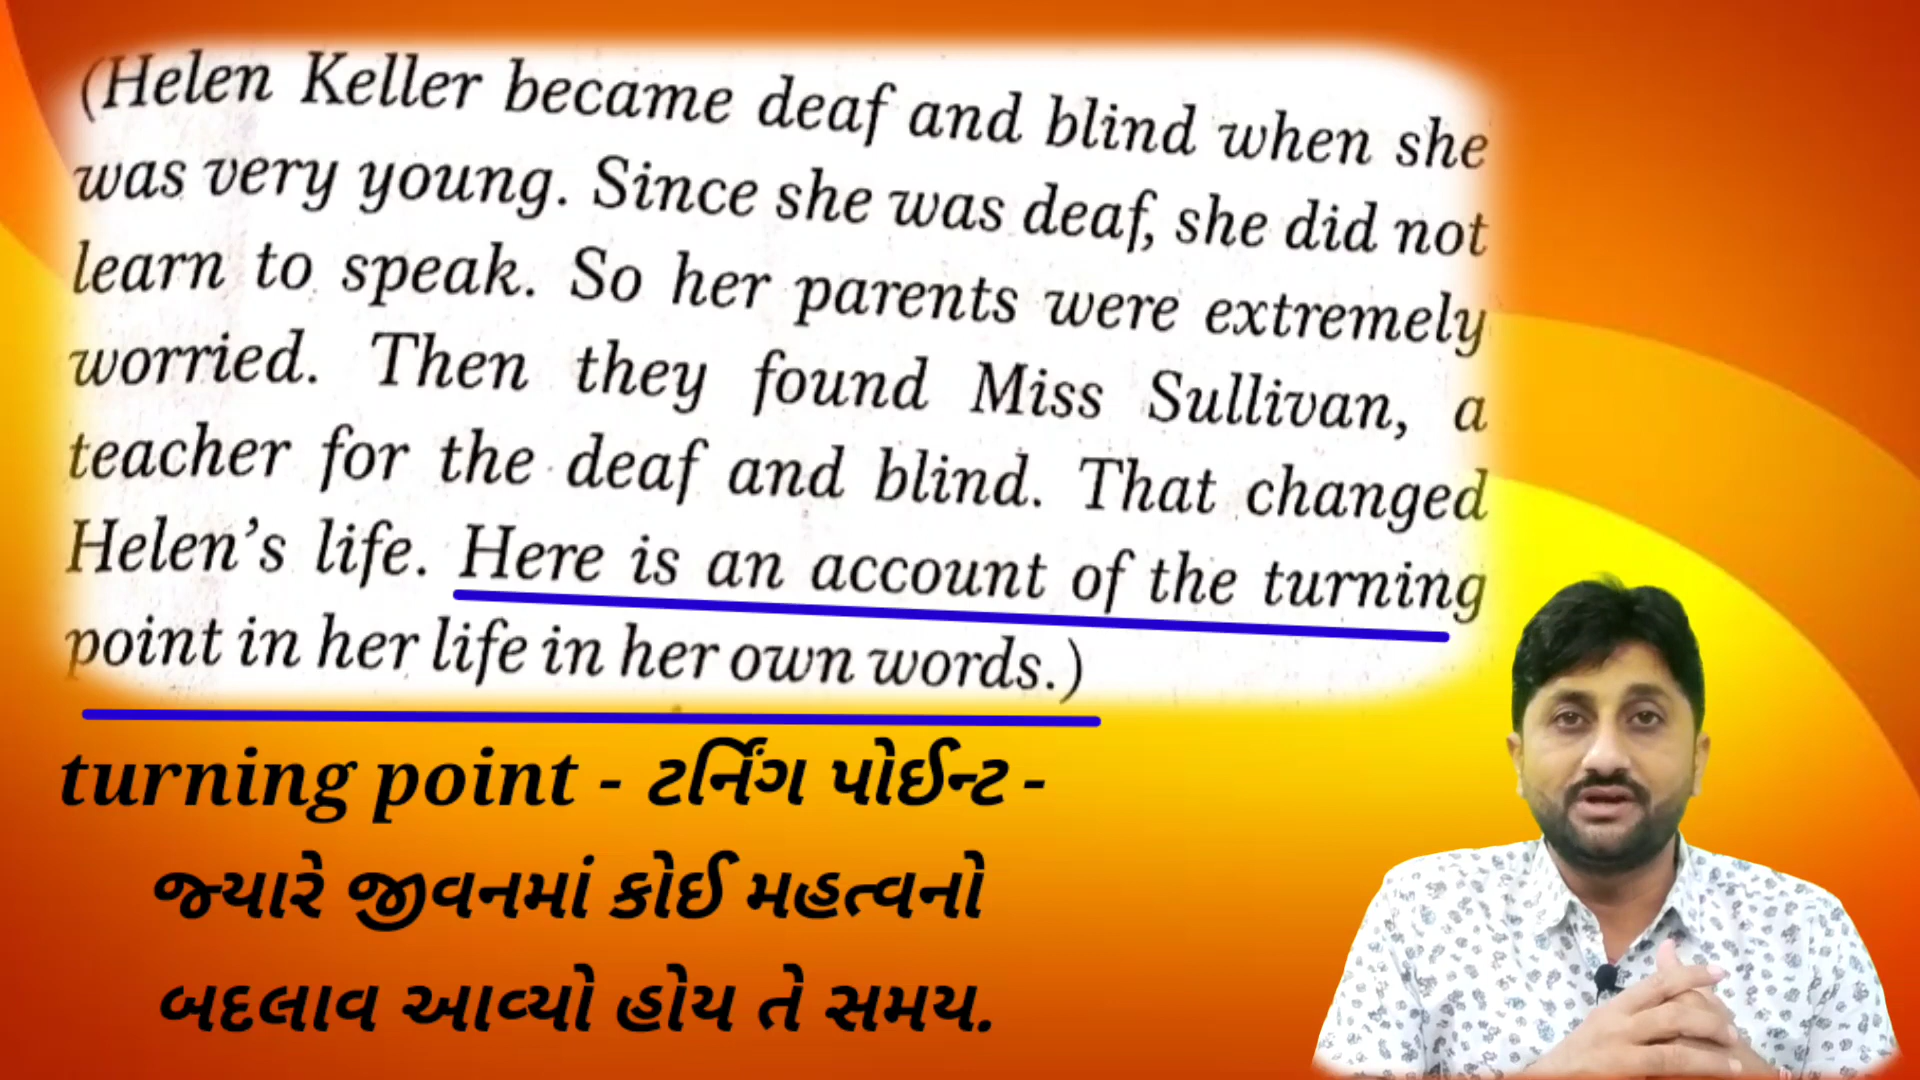 (Helen Keller became deaf and blind when she
was very young. Since she was deaf, she did not
learn to speak. So her parents were extremely
worried. Then they found Miss Sullivan, a
teacher for the deaf and blind. That changed
Helen's life. Here is an account of the turning
point in her life in her own words.)
turning point - ટર્નિંગ પોઈન્ટ -
જ્યારે જીવનમાં કોઈ મહત્વનો
બદલાવ આવ્યો હોય તે સમય.